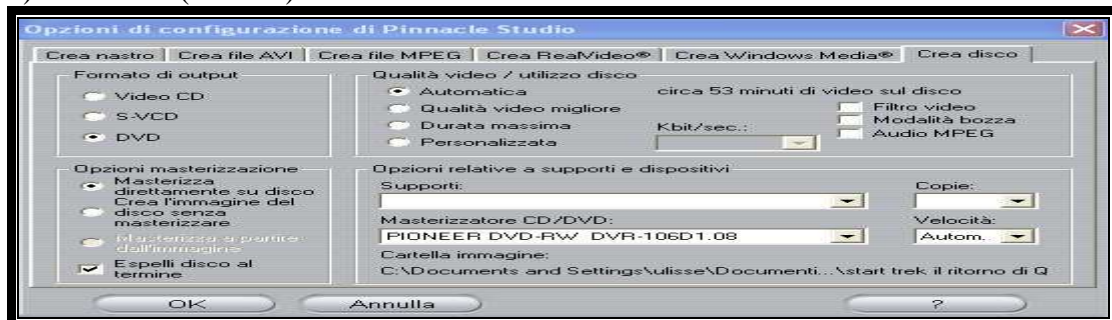 Opzioni di configurazione di Pinnacle Studio
Crea nastro
Crea file AVI
Crea file MPEG
Crea RealVideo®
Crea Windows Media®
Crea disco
Formato di output
Video CD
S-VCD
DVD
Qualità video / utilizzo disco
Automatica
Qualità video migliore
Durata massima
Personalizzata
circa 53 minuti di video sul disco
Kbit/sec.:
Filtro video
Modalità bozza
Audio MPEG
Opzioni masterizzazione
Masterizza
direttamente su disco
Crea l'immagine del
disco senza
masterizzare
Masterizza a partire
dall'immagine
Espelli disco al
termine
Opzioni relative a supporti e dispositivi
Supporti:
Copie:
Masterizzatore CD/DVD:
Velocità:
PIONEER DVD-RW DVR-106D1.08
Autom.
Cartella immagine:
C:\Documents and Settings\ulisse\Documenti...\start trek il ritorno di Q
OK
Annulla
?